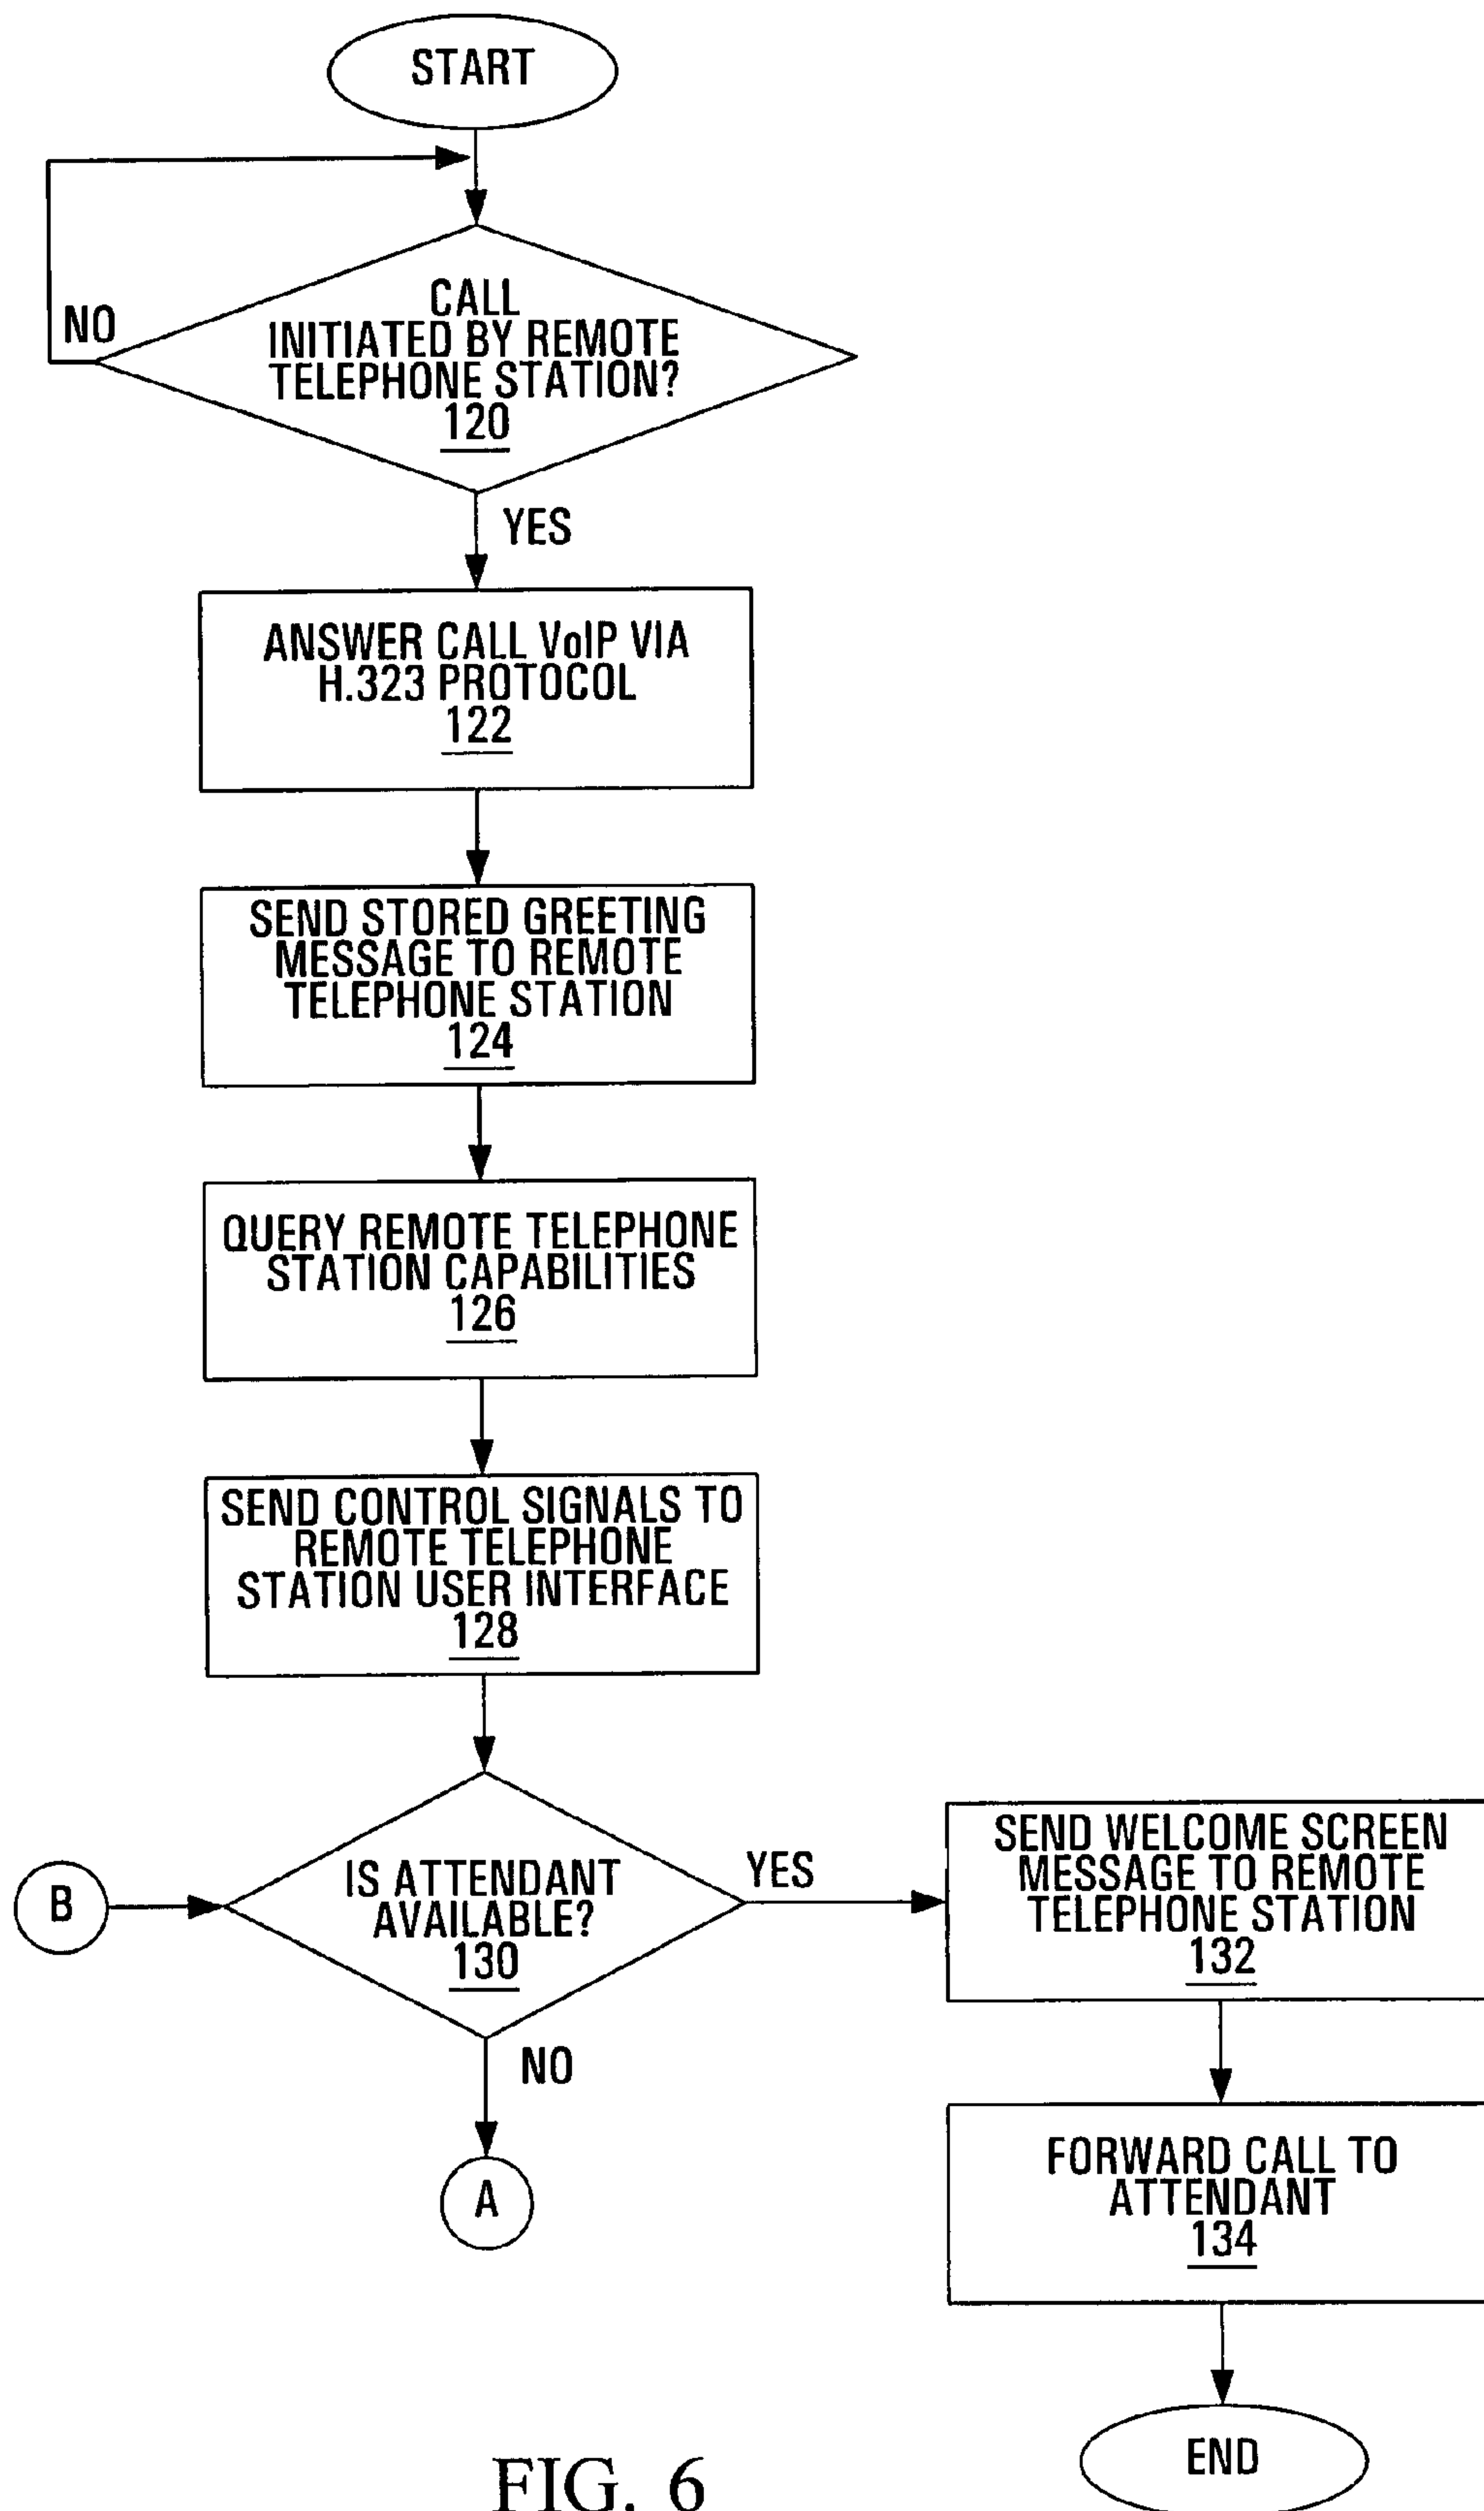 START
NO
CALL
INITIATED BY REMOTE
TELEPHONE STATION?
120
YES
ANSWER CALL VoIP VIA
H.323 PROTOCOL
122
SEND STORED GREETING
MESSAGE TO REMOTE
TELEPHONE STATION
124
QUERY REMOTE TELEPHONE
STATION CAPABILITIES
126
SEND CONTROL SIGNALS TO
REMOTE TELEPHONE
STATION USER INTERFACE
128
B
IS ATTENDANT
AVAILABLE?
130
YES
SEND WELCOME SCREEN
MESSAGE TO REMOTE
TELEPHONE STATION
132
NO
A
FORWARD CALL TO
ATTENDANT
134
END
FIG. 6